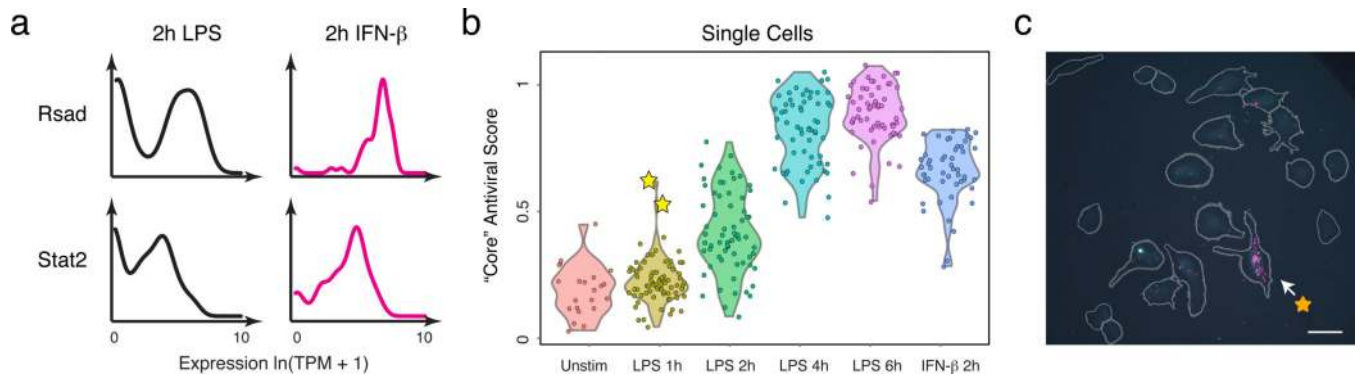 a
2h LPS
2h IFN-β
Rsad
Stat2
0
10
0
10
Expression ln(TPM + 1)
b
Single Cells
"Core" Antiviral Score
1
0.5
0
Unstim
LPS 1h
LPS 2h
LPS 4h
LPS 6h
IFN-β 2h
c